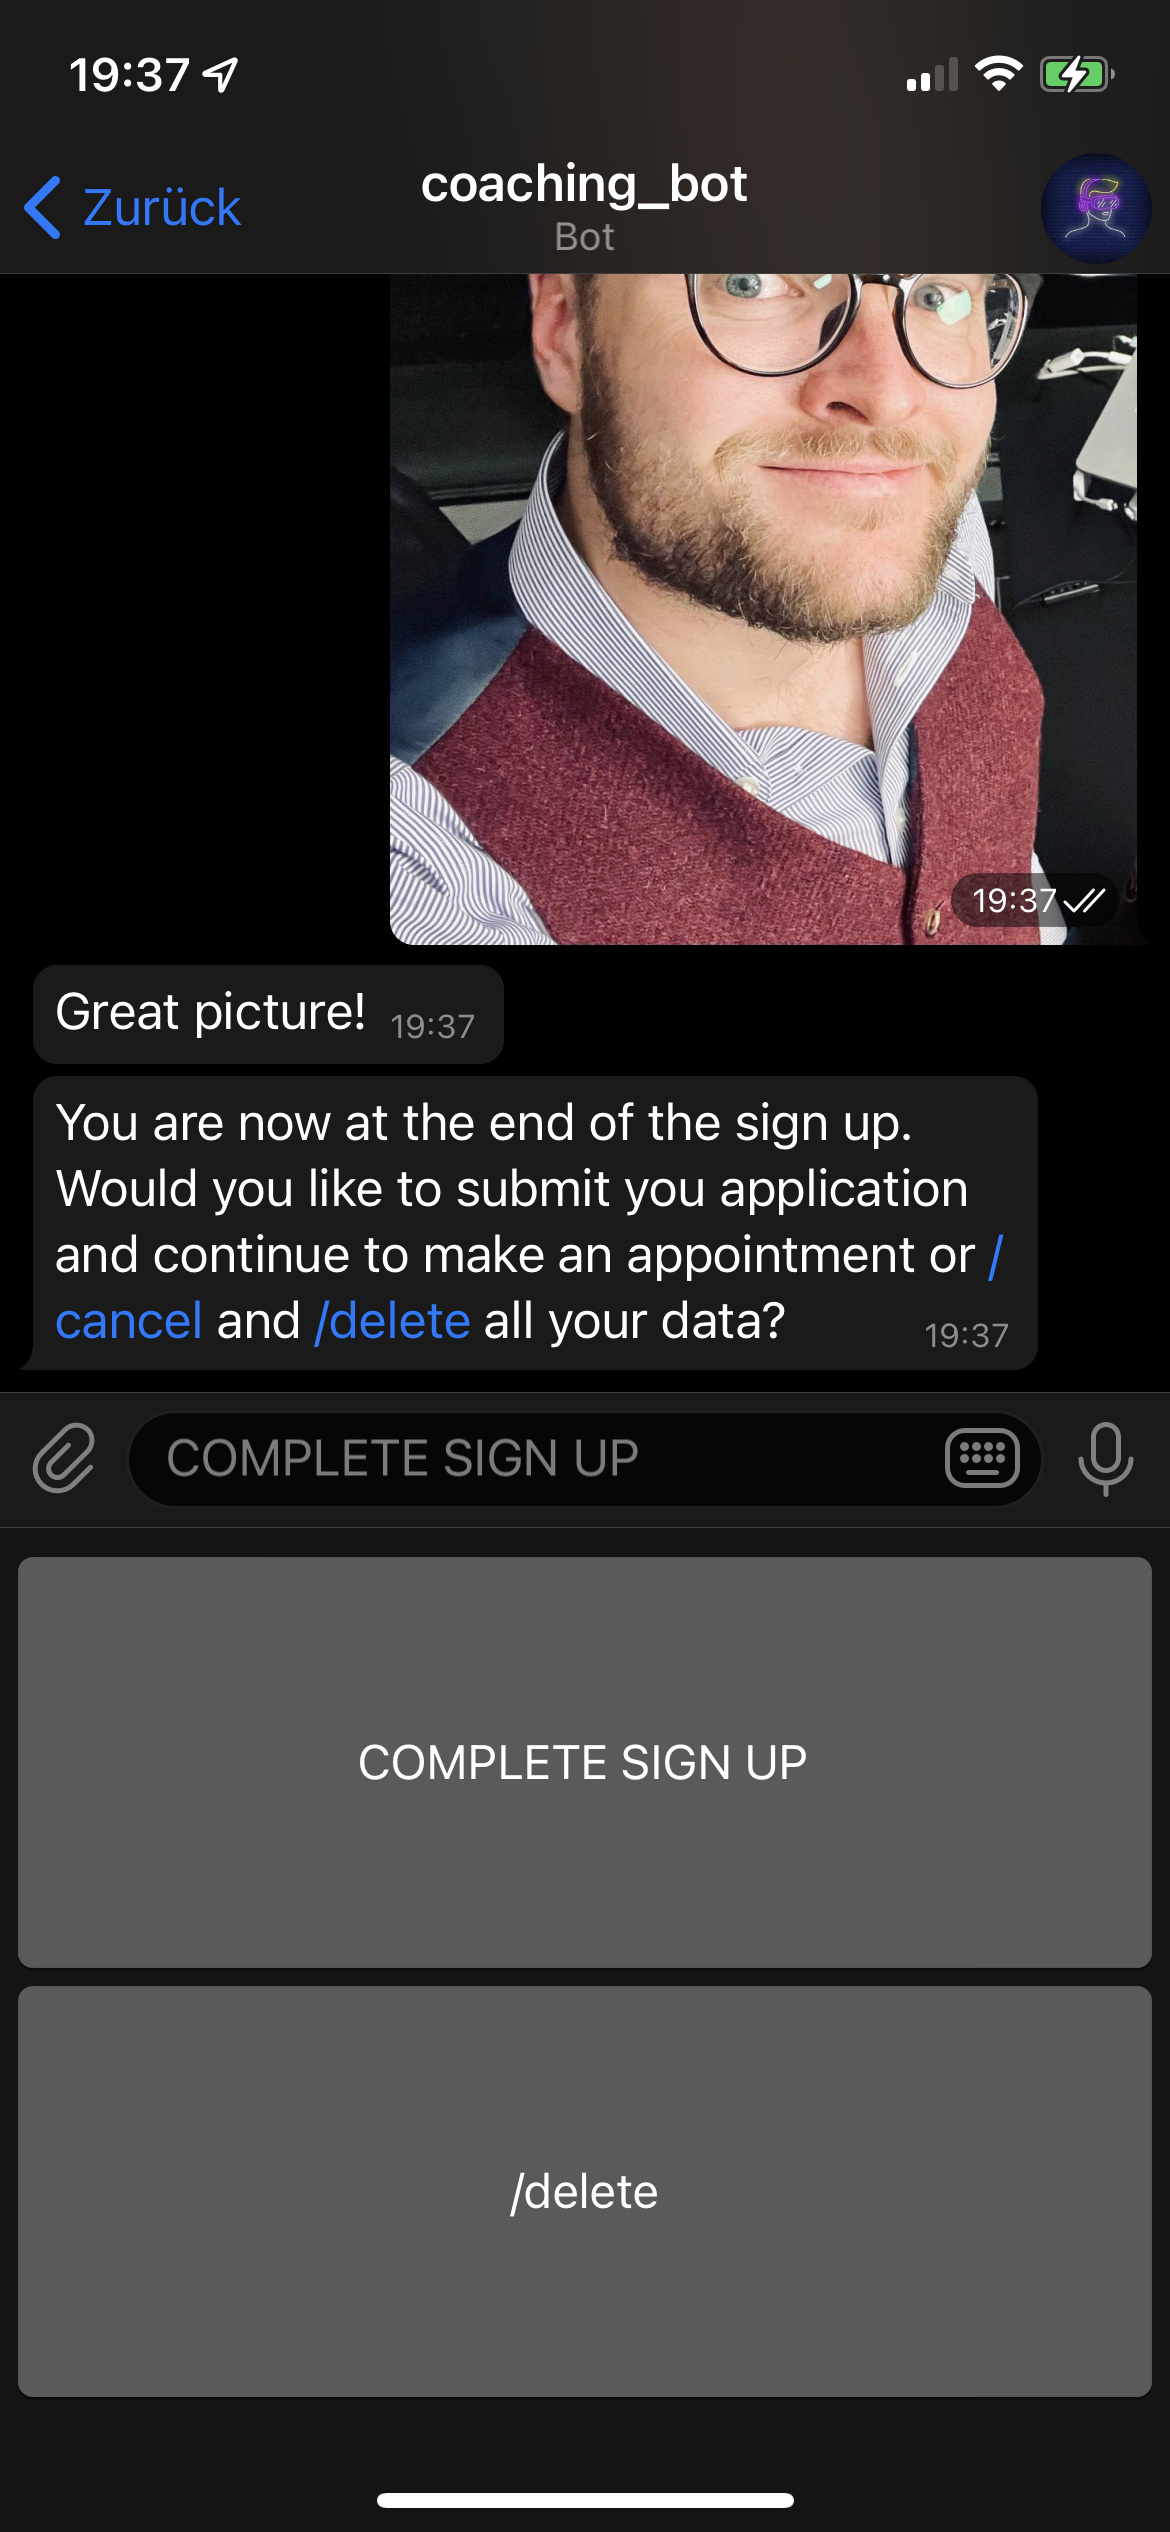 19:37
Zurück
coaching_bot
Bot
19:37
Great picture! 19:37
You are now at the end of the sign up.
Would you like to submit you application
and continue to make an appointment or /
cancel and /delete all your data? 19:37
COMPLETE SIGN UP
COMPLETE SIGN UP
/delete